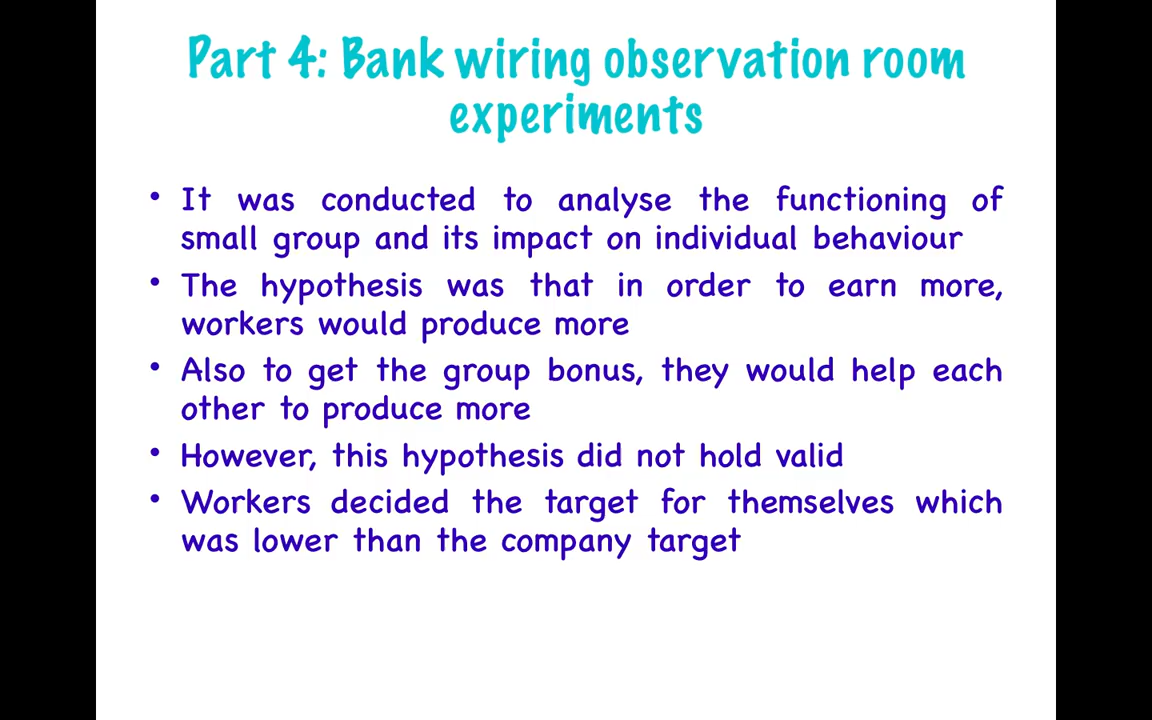 Part 4: Bank wiring observation room
experiments
• It was conducted to analyse the functioning of
small group and its impact on individual behaviour
• The hypothesis was that in order to earn more,
workers would produce more
• Also to get the group bonus, they would help each
other to produce more
• However, this hypothesis did not hold valid
• Workers decided the target for themselves which
was lower than the company target